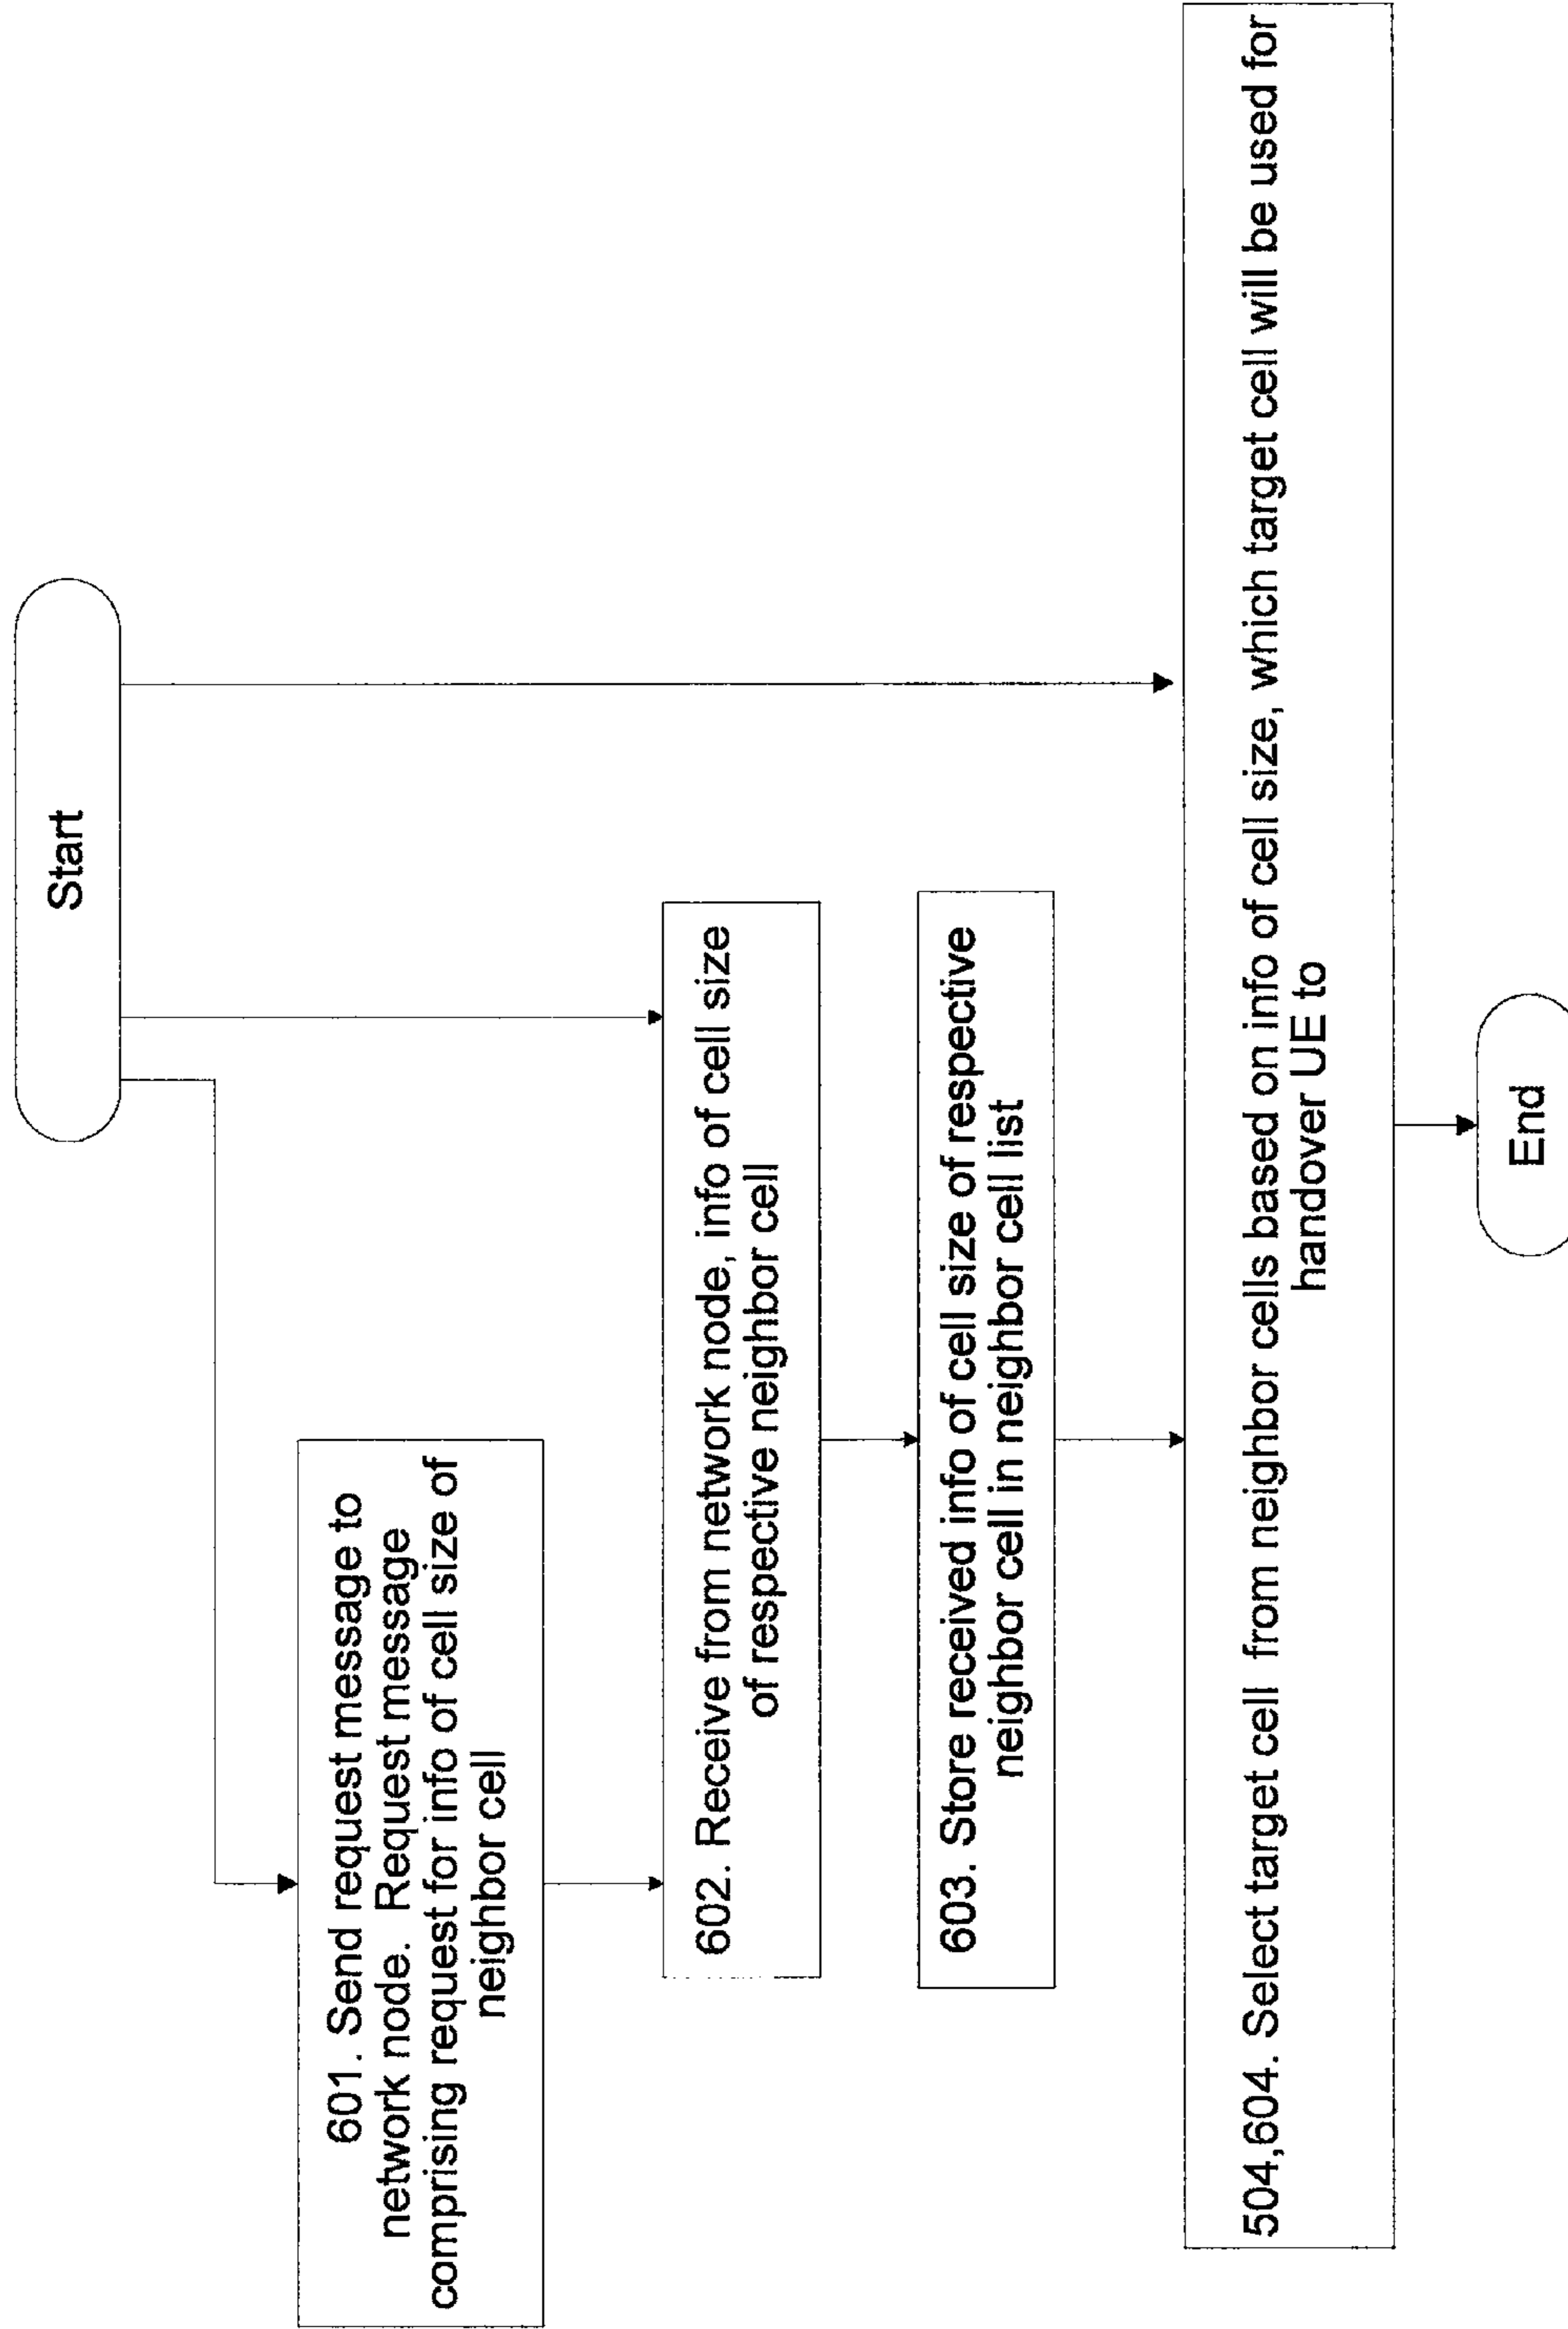 Start
601. Send request message to
network node. Request message
comprising request for info of cell size of
neighbor cell
602. Receive from network node, info of cell size
of respective neighbor cell
603. Store received info of cell size of respective
neighbor cell in neighbor cell list
504,604. Select target cell from neighbor cells based on info of cell size, which target cell will be used for
handover UE to
End